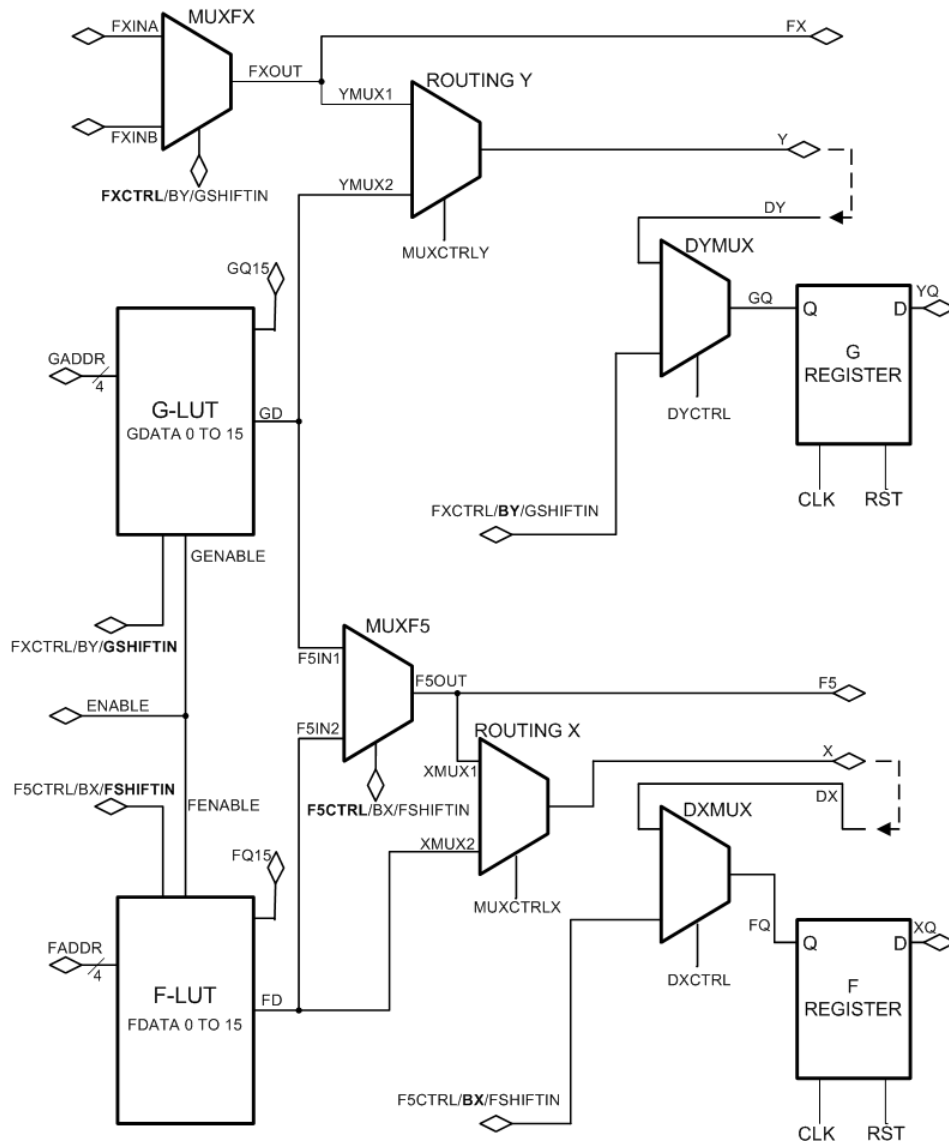 MUXFX
FXINA
FX
FXOUT
ROUTING Y
YMUX1
FXINB
Y
FXCTRL/BY/GSHIFTIN
YMUX2
DY
MUXCTRLY
DYMUX
GQ15
GQ
YQ
Q D
G
REGISTER
GADDR
4
G-LUT
GDATA 0 TO 15
GD
DYCTRL
CLK RST
FXCTRL/BY/GSHIFTIN
GENABLE
MUXF5
FXCTRL/BY/GSHIFTIN
F5IN1
F5OUT
F5
ENABLE
F5IN2
ROUTING X
X
F5CTRL/BX/FSHIFTIN
XMUX1
FENABLE
F5CTRL/BX/FSHIFTIN
DXMUX
DX
XMUX2
FQ15
MUXCTRLX
FQ
XQ
Q D
F
REGISTER
FADDR
4
F-LUT
FDATA 0 TO 15
FD
DXCTRL
F5CTRL/BX/FSHIFTIN
CLK RST